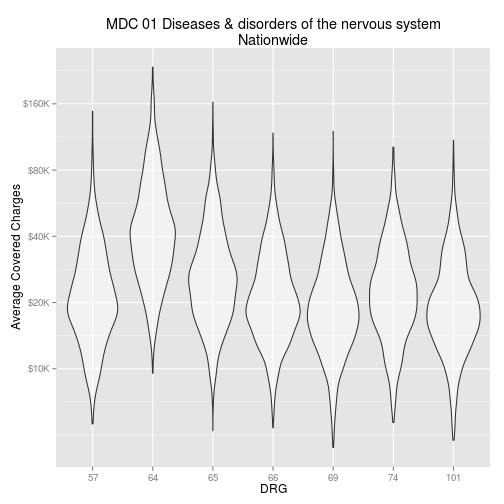 MDC 01 Diseases & disorders of the nervous system
Nationwide
Average Covered Charges
$160K
$80K
$40K
$20K
$10K
57 64 65 66 69 74 101
DRG